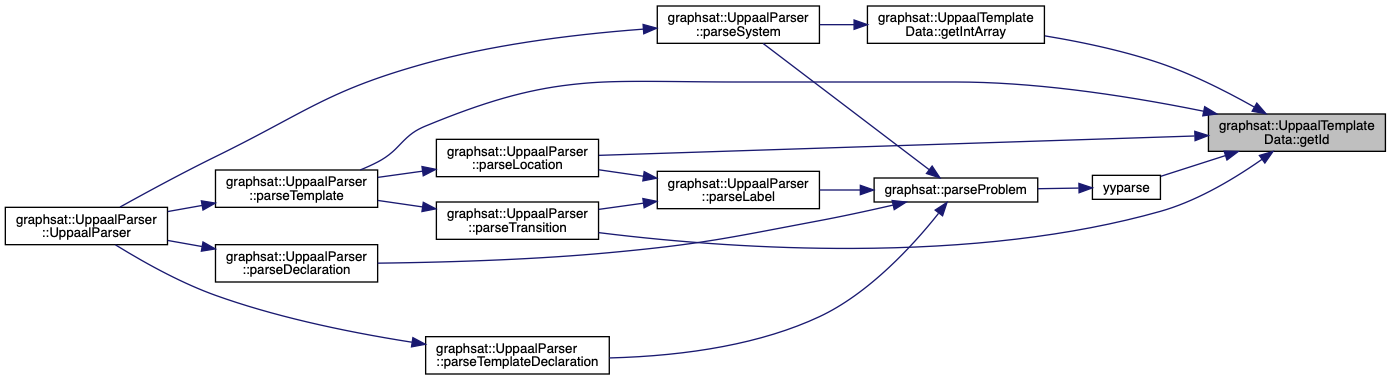 graphsat::UppaalParser
::parseSystem
graphsat::UppaalTemplate
Data::getIntArray
graphsat::UppaalTemplate
Data::getId
graphsat::UppaalParser
::parseLocation
graphsat::UppaalParser
::parseTemplate
graphsat::UppaalParser
::parseLabel
graphsat::parseProblem
yyparse
graphsat::UppaalParser
::UppaalParser
graphsat::UppaalParser
::parseTransition
graphsat::UppaalParser
::parseDeclaration
graphsat::UppaalParser
::parseTemplateDeclaration